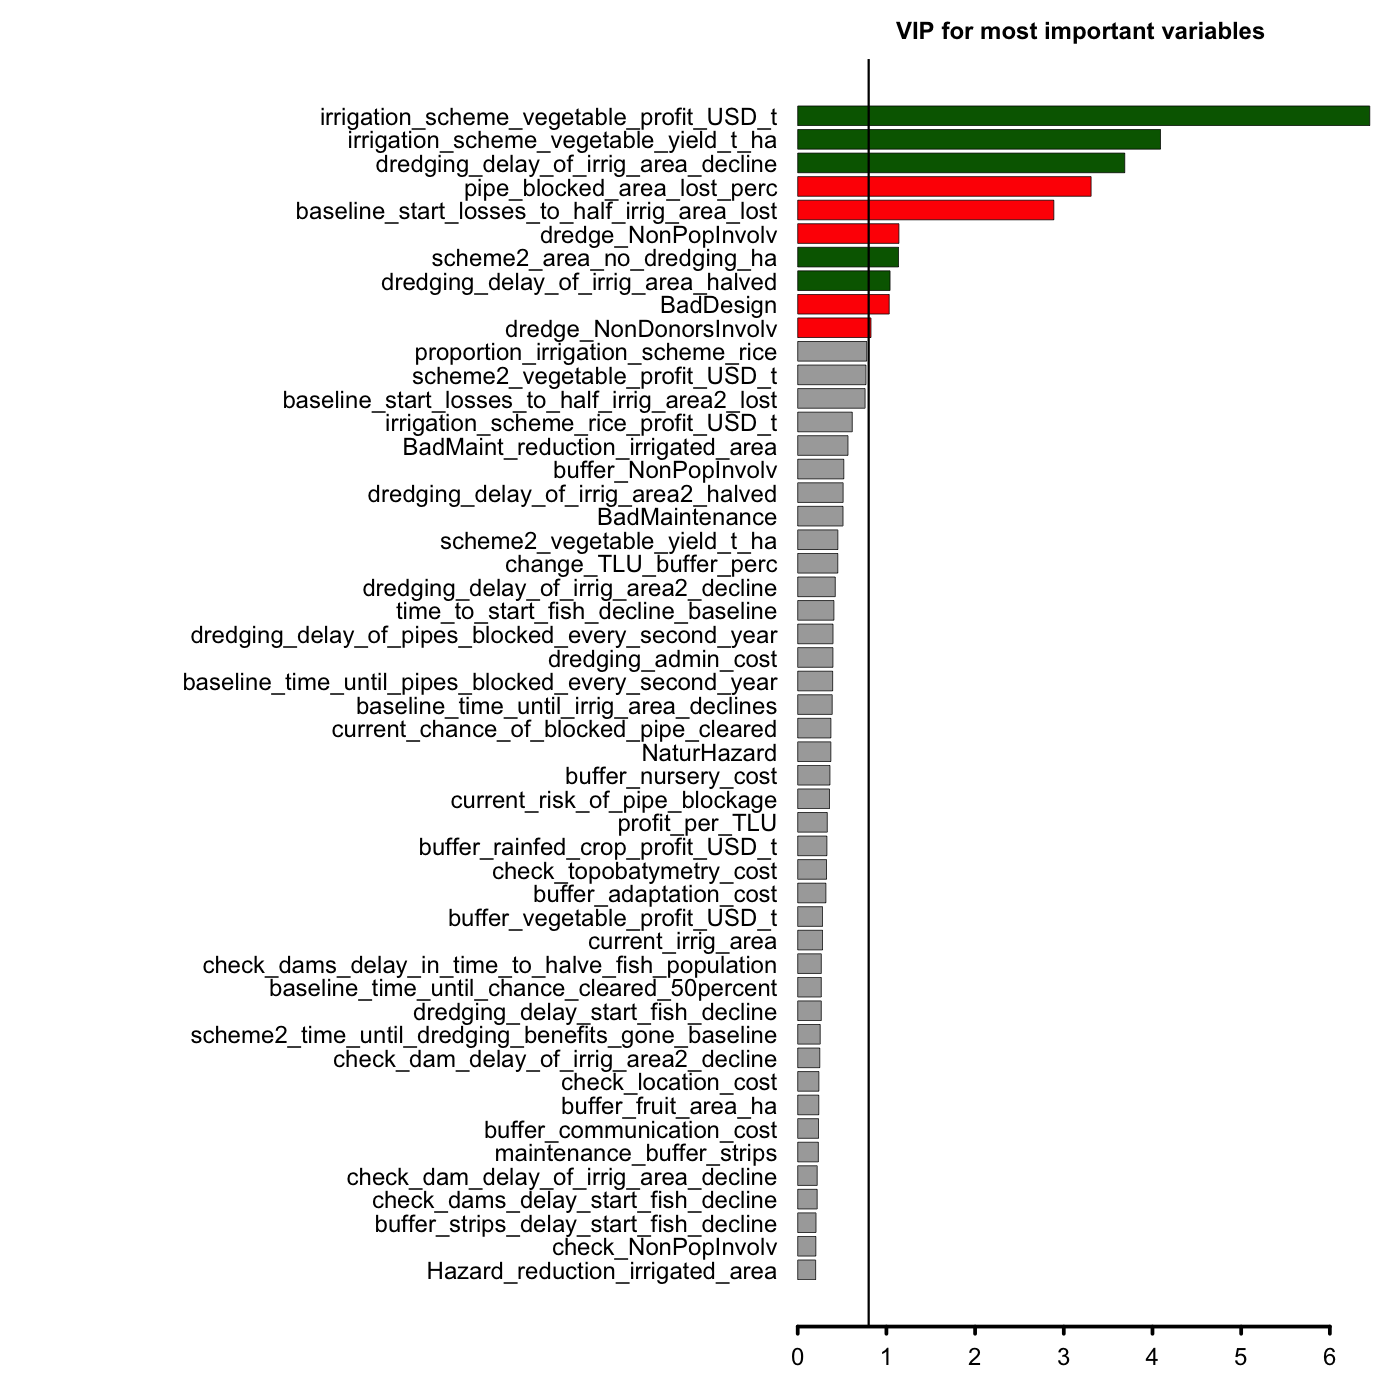 VIP for most important variables
irrigation_scheme_vegetable_profit_USD_t
irrigation_scheme_vegetable_yield_t_ha
dredging_delay_of_irrig_area_decline
pipe_blocked_area_lost_perc
baseline_start_losses_to_half_irrig_area_lost
dredge_NonPopInvolv
scheme2_area_no_dredging_ha
dredging_delay_of_irrig_area_halved
BadDesign
dredge_NonDonorsInvolv
proportion_irrigation_scheme_rice
scheme2_vegetable_profit_USD_t
baseline_start_losses_to_half_irrig_area2_lost
irrigation_scheme_rice_profit_USD_t
BadMaint_reduction_irrigated_area
buffer_NonPopInvolv
dredging_delay_of_irrig_area2_halved
BadMaintenance
scheme2_vegetable_yield_t_ha
change_TLU_buffer_perc
dredging_delay_of_irrig_area2_decline
time_to_start_fish_decline_baseline
dredging_delay_of_pipes_blocked_every_second_year
dredging_admin_cost
baseline_time_until_pipes_blocked_every_second_year
baseline_time_until_irrig_area_declines
current_chance_of_blocked_pipe_cleared
NaturHazard
buffer_nursery_cost
current_risk_of_pipe_blockage
profit_per_TLU
buffer_rainfed_crop_profit_USD_t
check_topobatymetry_cost
buffer_adaptation_cost
buffer_vegetable_profit_USD_t
current_irrig_area
check_dams_delay_in_time_to_halve_fish_population
baseline_time_until_chance_cleared_50percent
dredging_delay_start_fish_decline
scheme2_time_until_dredging_benefits_gone_baseline
check_dam_delay_of_irrig_area2_decline
check_location_cost
buffer_fruit_area_ha
buffer_communication_cost
maintenance_buffer_strips
check_dam_delay_of_irrig_area_decline
check_dams_delay_start_fish_decline
buffer_strips_delay_start_fish_decline
check_NonPopInvolv
Hazard_reduction_irrigated_area
0 1 2 3 4 5 6